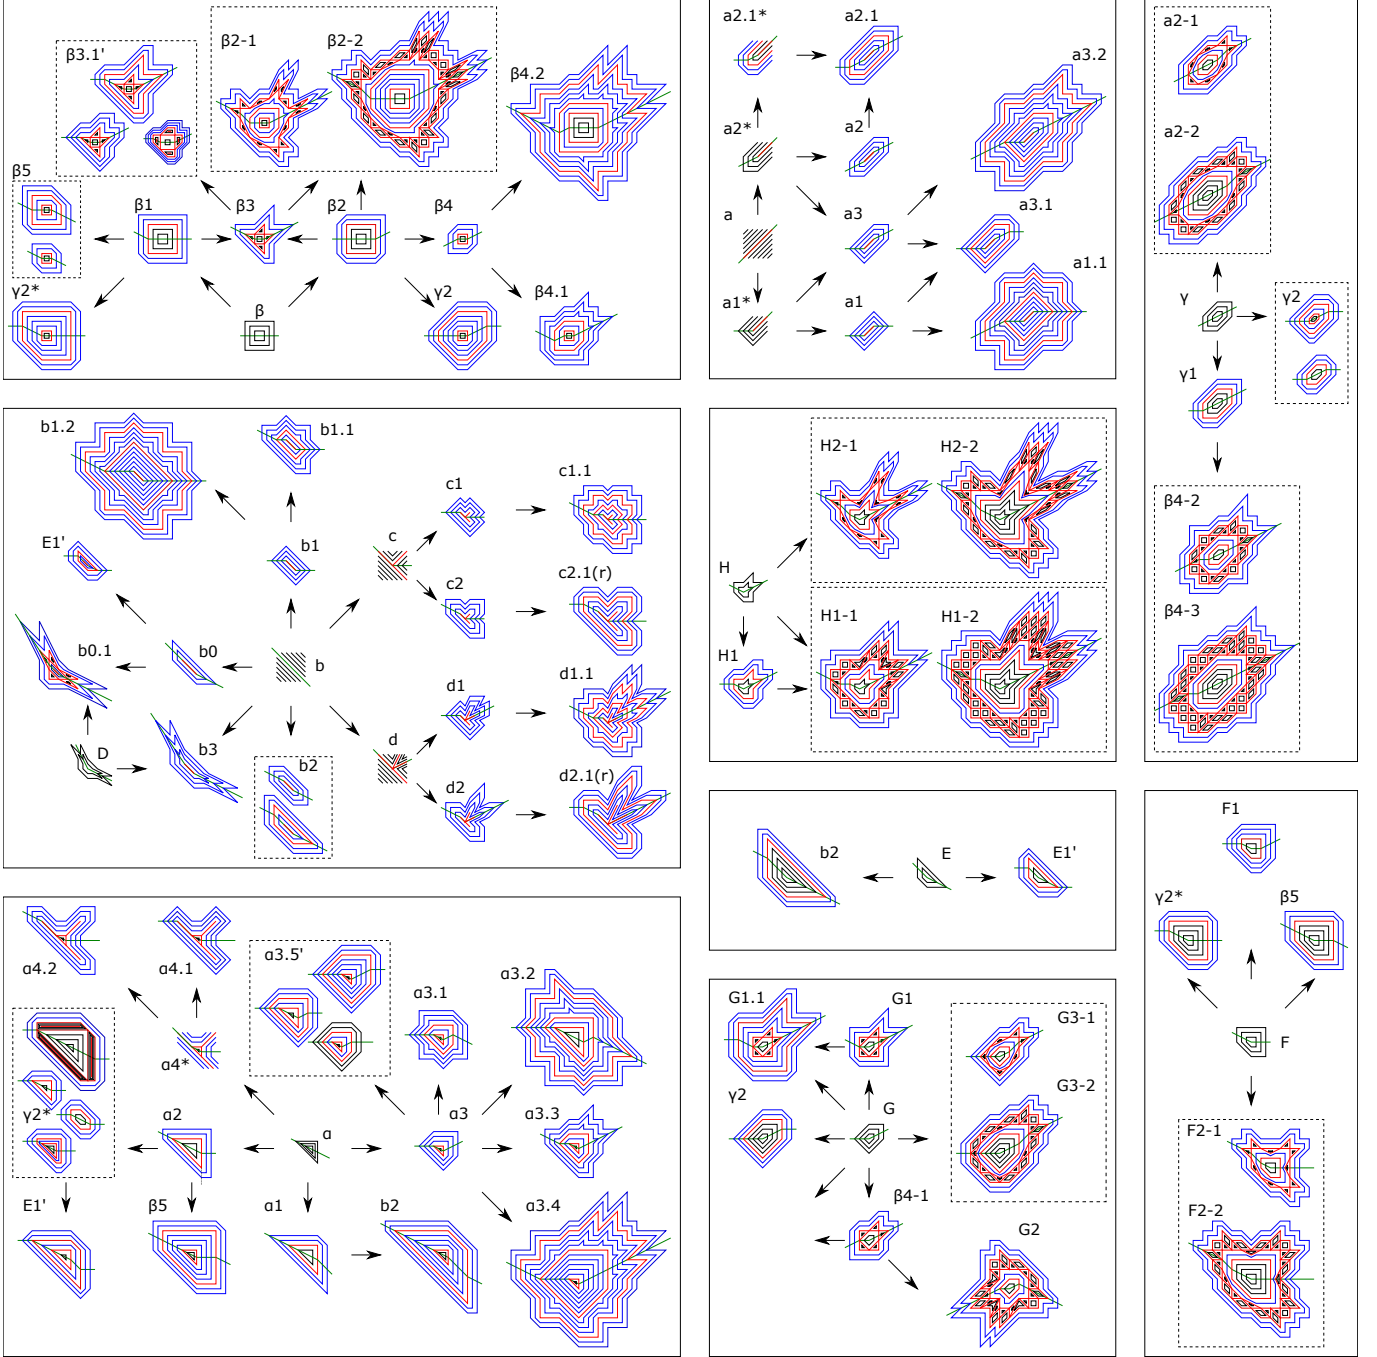 β3.1'
β2-1
β2-2
β4.2
β5
β1
β3
β2
β4
γ2*
β
γ2
β4.1
a2.1*
a2.1
a3.2
a2*
a2
a
a3
a3.1
a1*
a1
a1.1
a2-1
a2-2
γ
γ2
γ1
β4-2
β4-3
b1.2
b1.1
c1
c1.1
E1'
b1
c
c2
c2.1(r)
b0.1
b0
b
d1
d1.1
D
b3
b2
d
d2
d2.1(r)
H2-1
H2-2
H
H1-1
H1-2
H1
b2
E
E1'
F1
γ2*
β5
F
F2-1
F2-2
α4.2
α4.1
α3.5'
α3.1
α3.2
α4*
γ2*
α2
α
α3
α3.3
E1'
β5
α1
b2
α3.4
G1.1
G1
G3-1
γ2
G
G3-2
β4-1
G2